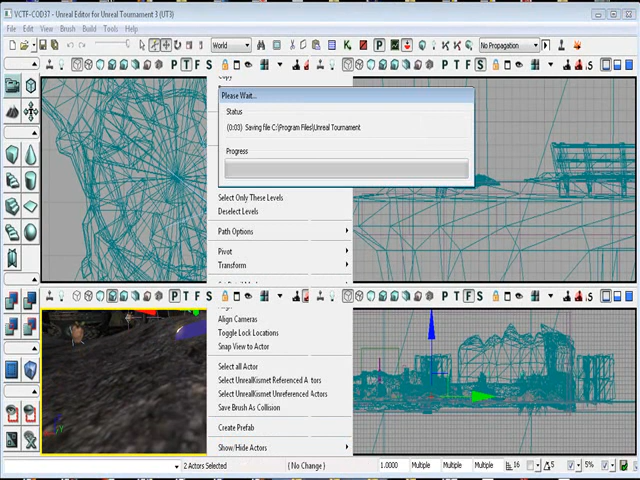 VCTF-COD37 - Unreal Editor for Unreal Tournament 3 (UT3)
File Edit View Brush Build Tools Help
World
No Propagation
P T F S
P T F S
Copy
Please Wait...
Status
(0:03) Saving file C:\Program Files\Unreal Tournament
Progress
Select Only These Levels
Deselect Levels
Path Options
Pivot
Transform
P T F S
P T F S
Align Cameras
Toggle Lock Locations
Snap View to Actor
Select all Actor
Select UnrealKismet Referenced A tors
Select UnrealKismet Unreferenced Actors
Save Brush As Collision
Create Prefab
Show/Hide Actors
2 Actors Selected
(No Change)
1.0000
Multiple
Multiple
Multiple
16
5
5%